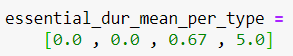 essential_dur_mean_per_type =
[0.0 , 0.0 , 0.67 , 5.0]